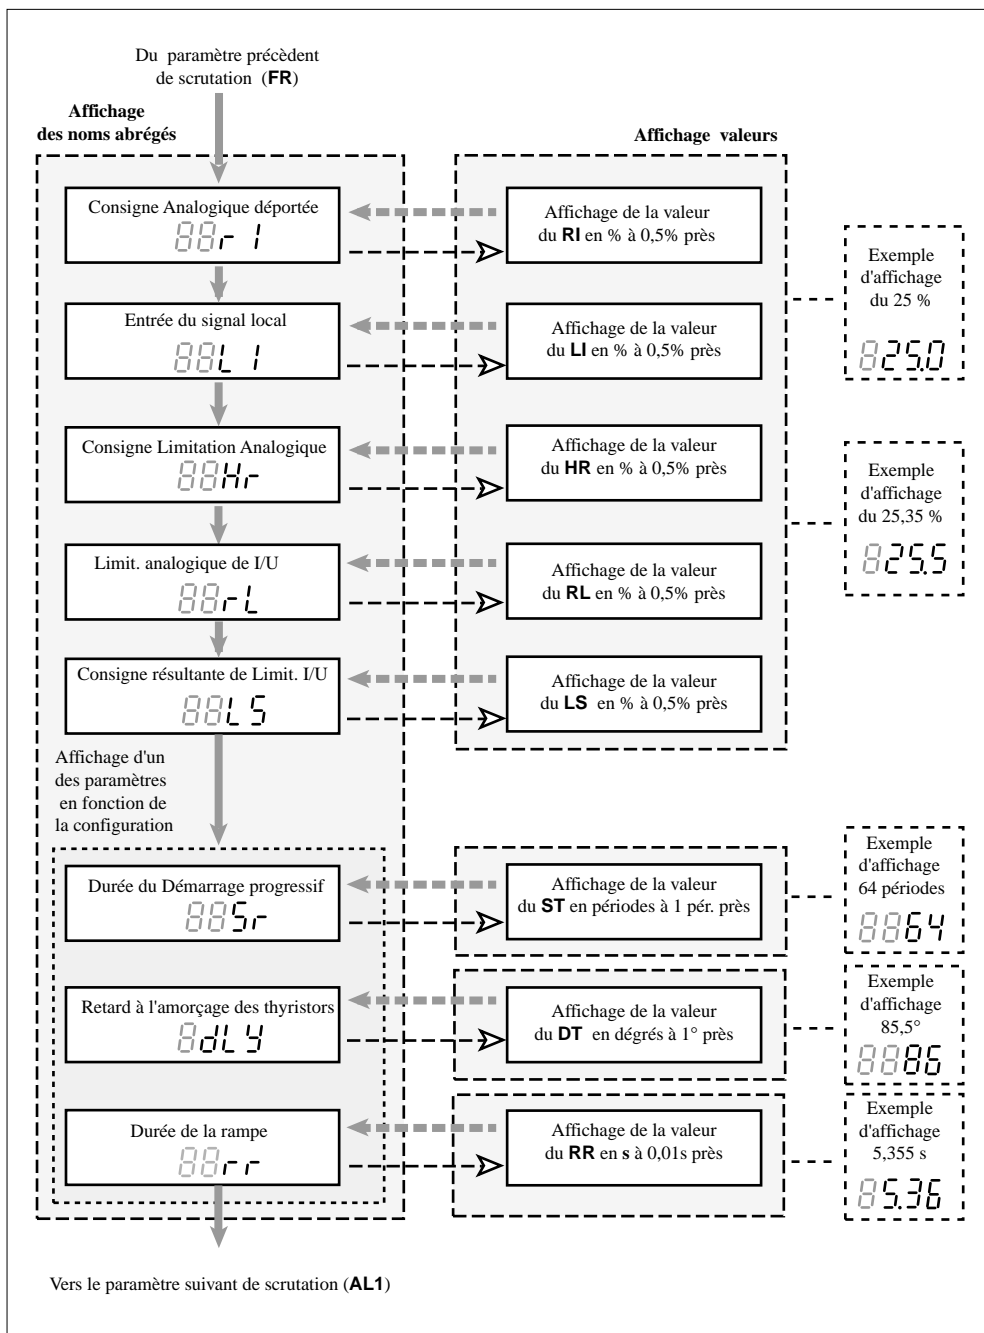 Du paramètre précèdent
de scrutation (FR)
Affichage
des noms abrégés
Affichage valeurs
Consigne Analogique déportée
88rI
Affichage de la valeur
du RI en % à 0,5% près
Entrée du signal local
88LI
Affichage de la valeur
du LI en % à 0,5% près
Exemple
d'affichage
du 25 %
825.0
Consigne Limitation Analogique
88Hr
Affichage de la valeur
du HR en % à 0,5% près
Limit. analogique de I/U
88rL
Affichage de la valeur
du RL en % à 0,5% près
Exemple
d'affichage
du 25,35 %
825.5
Consigne résultante de Limit. I/U
88LS
Affichage de la valeur
du LS en % à 0,5% près
Affichage d'un
des paramètres
en fonction de
la configuration
Durée du Démarrage progressif
88Sr
Affichage de la valeur
du ST en périodes à 1 pér. près
Exemple
d'affichage
64 périodes
8864
Retard à l'amorçage des thyristors
8dLY
Affichage de la valeur
du DT en dégrés à 1° près
Exemple
d'affichage
85,5°
8886
Durée de la rampe
88rr
Affichage de la valeur
du RR en s à 0,01s près
Exemple
d'affichage
5,355 s
85.36
Vers le paramètre suivant de scrutation (AL1)